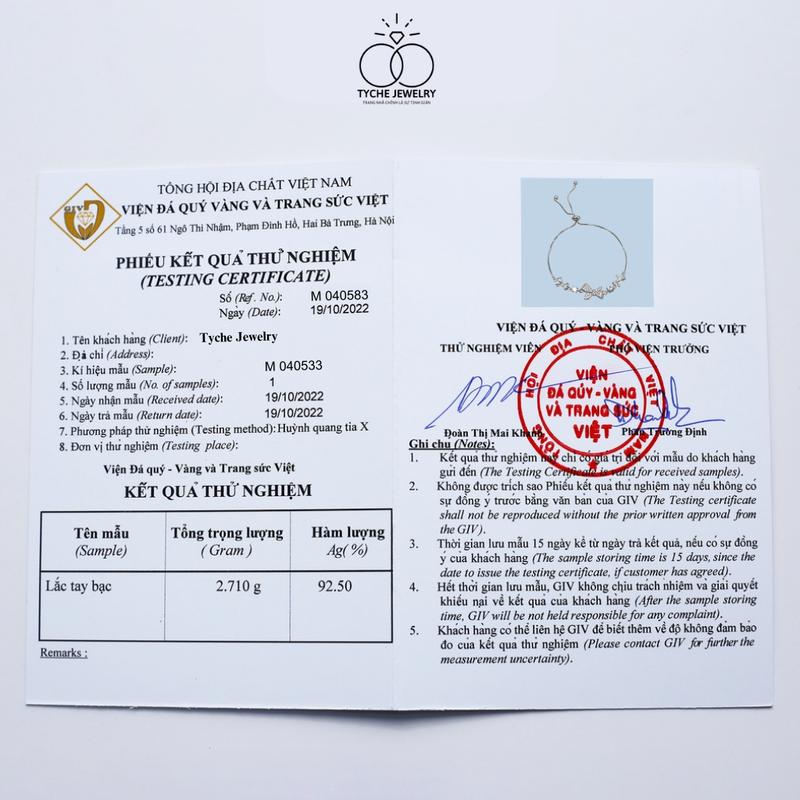 TYCHE JEWELRY
TRANG NHÃ CHÍNH LÀ SỰ TINH GIẢN
GIV
TỔNG HỘI ĐỊA CHẤT VIỆT NAM
VIỆN ĐÁ QUÝ VÀNG VÀ TRANG SỨC VIỆT
Tầng 5 số 61 Ngô Thì Nhậm, Phạm Đình Hổ, Hai Bà Trưng, Hà Nội
PHIẾU KẾT QUẢ THỬ NGHIỆM
(TESTING CERTIFICATE)
Số (Ref. No.): M 040583
Ngày (Date): 19/10/2022
1. Tên khách hàng (Client): Tyche Jewelry
2. Địa chỉ (Address):
3. Kí hiệu mẫu (Sample): M 040533
4. Số lượng mẫu (No. of samples): 1
5. Ngày nhận mẫu (Received date): 19/10/2022
6. Ngày trả mẫu (Return date): 19/10/2022
7. Phương pháp thử nghiệm (Testing method): Huỳnh quang tia X
8. Đơn vị thử nghiệm (Testing place):
Viện Đá quý - Vàng và Trang sức Việt
KẾT QUẢ THỬ NGHIỆM
Tên mẫu Tổng trọng lượng Hàm lượng
(Sample) ( Gram ) Ag( %)
Lắc tay bạc 2.710 g 92.50
Remarks :
VIỆN ĐÁ QUÝ - VÀNG VÀ TRANG SỨC VIỆT
THỬ NGHIỆM VIÊN PHÓ VIỆN TRƯỞNG
HỘI ĐỊA CHẤT VIỆT NAM
VIỆN
ĐÁ QÚY - VÀNG
VÀ TRANG SỨC
VIỆT
Đoàn Thị Mai Khanh Phan Trường Định
Ghi chú (Notes):
1. Kết quả thử nghiệm này chỉ có giá trị đối với mẫu do khách hàng
gửi đến (The Testing Certificate is valid for received samples).
2. Không được trích sao Phiếu kết quả thử nghiệm này nếu không có
sự đồng ý trước bằng văn bản của GIV (The Testing certificate
shall not be reproduced without the prior written approval from
the GIV).
3. Thời gian lưu mẫu 15 ngày kể từ ngày trả kết quả, nếu có sự đồng
ý của khách hàng (The sample storing time is 15 days, since the
date to issue the testing certificate, if customer has agreed).
4. Hết thời gian lưu mẫu, GIV không chịu trách nhiệm và giải quyết
khiếu nại về kết quả của khách hàng (After the sample storing
time, GIV will be not held responsible for any complaint).
5. Khách hàng có thể liên hệ GIV để biết thêm về độ không đảm bảo
đo của kết quả thử nghiệm (Please contact GIV for further the
measurement uncertainty).